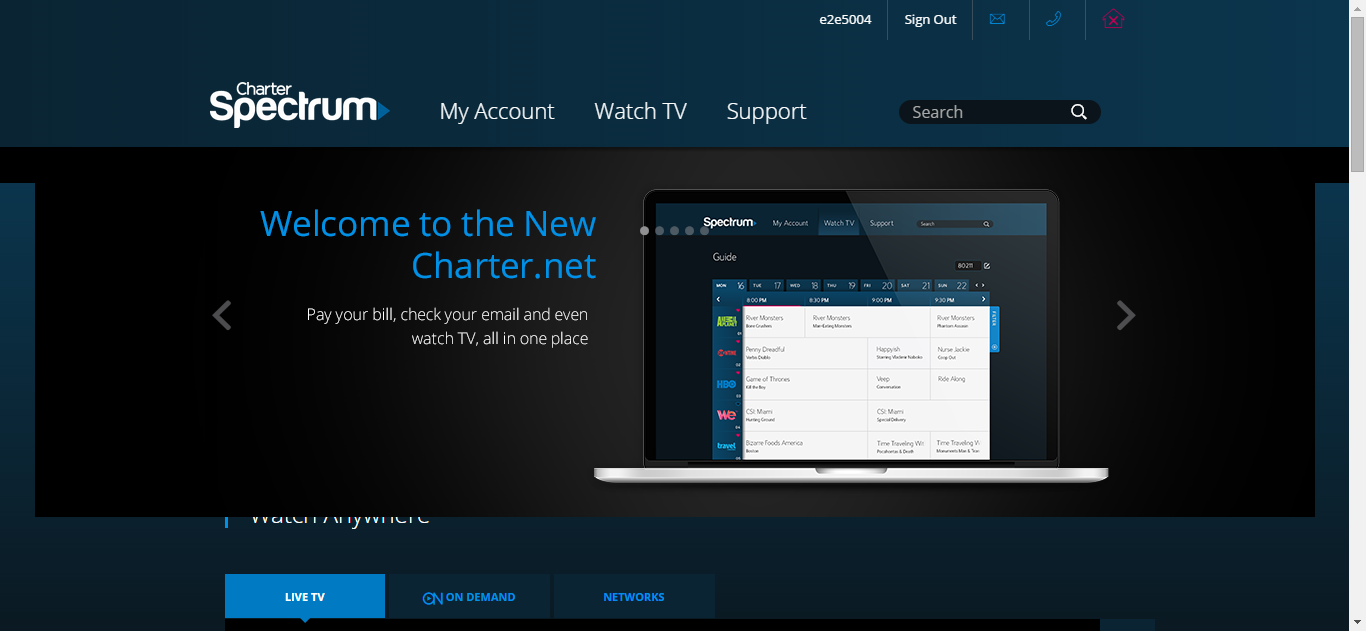 e2e5004
Sign Out
Charter
Spectrum
My Account
Watch TV
Support
Search
Welcome to the New
Charter.net
Pay your bill, check your email and even
watch TV, all in one place
Spectrum
My Account
Watch TV
Support
Search
Guide
80211
MON 16 TUE 17 WED 18 THU 19 FRI 20 SAT 21 SUN 22
8:00 PM 8:30 PM 9:00 PM 9:30 PM
FILTER
River Monsters River Monsters River Monsters
Bone Crushers Man-Eating Monsters Phantom Assassin
SHOWTIME
Penny Dreadful Happyish Nurse Jackie
Verbis Diablo Starring Vladimir Nabokov Coop Out
HBO
Game of Thrones Veep Ride Along
Kill the Boy Convention
WE
CSI: Miami CSI: Miami
Hunting Ground Special Delivery
travel
Bizarre Foods America Time Traveling Wi Time Traveling W
Boston Pocahontas & Death
Watch Anywhere
LIVE TV
ON DEMAND
NETWORKS